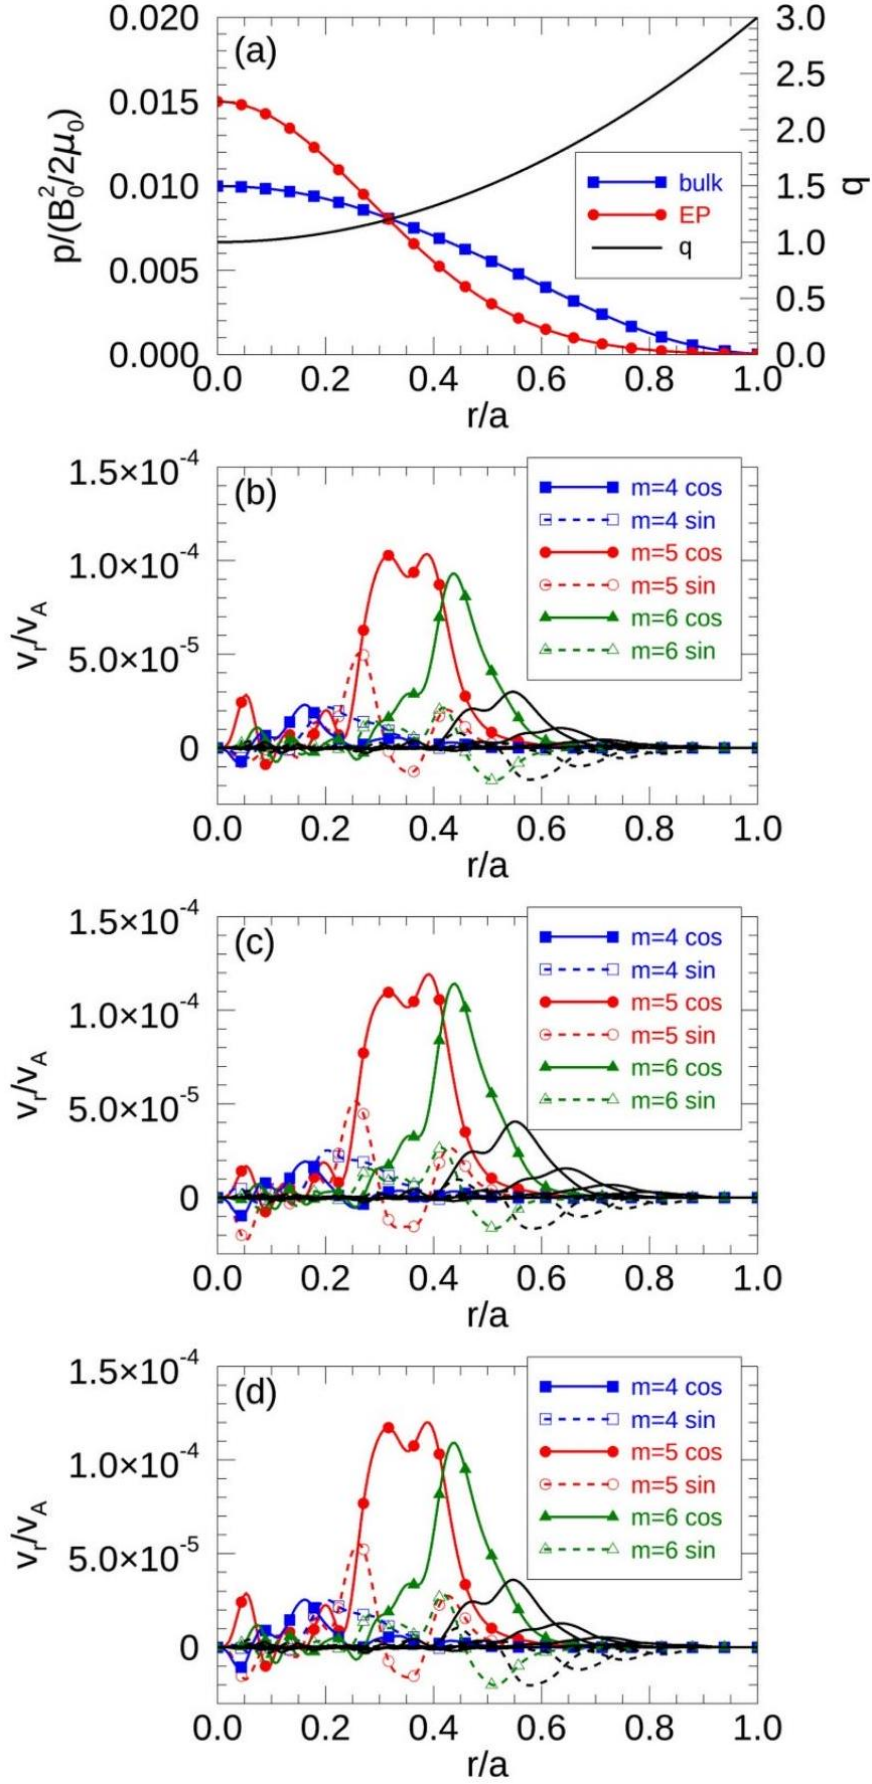 (a)
0.020
0.015
0.010
0.005
0.000
p/(B₀²/2μ₀)
3.0
2.5
2.0
1.5
1.0
0.5
0.0
q
bulk
EP
q
0.0 0.2 0.4 0.6 0.8 1.0
r/a
(b)
1.5×10⁻⁴
1.0×10⁻⁴
5.0×10⁻⁵
0
vᵣ/v_A
m=4 cos
m=4 sin
m=5 cos
m=5 sin
m=6 cos
m=6 sin
0.0 0.2 0.4 0.6 0.8 1.0
r/a
(c)
1.5×10⁻⁴
1.0×10⁻⁴
5.0×10⁻⁵
0
vᵣ/v_A
m=4 cos
m=4 sin
m=5 cos
m=5 sin
m=6 cos
m=6 sin
0.0 0.2 0.4 0.6 0.8 1.0
r/a
(d)
1.5×10⁻⁴
1.0×10⁻⁴
5.0×10⁻⁵
0
vᵣ/v_A
m=4 cos
m=4 sin
m=5 cos
m=5 sin
m=6 cos
m=6 sin
0.0 0.2 0.4 0.6 0.8 1.0
r/a